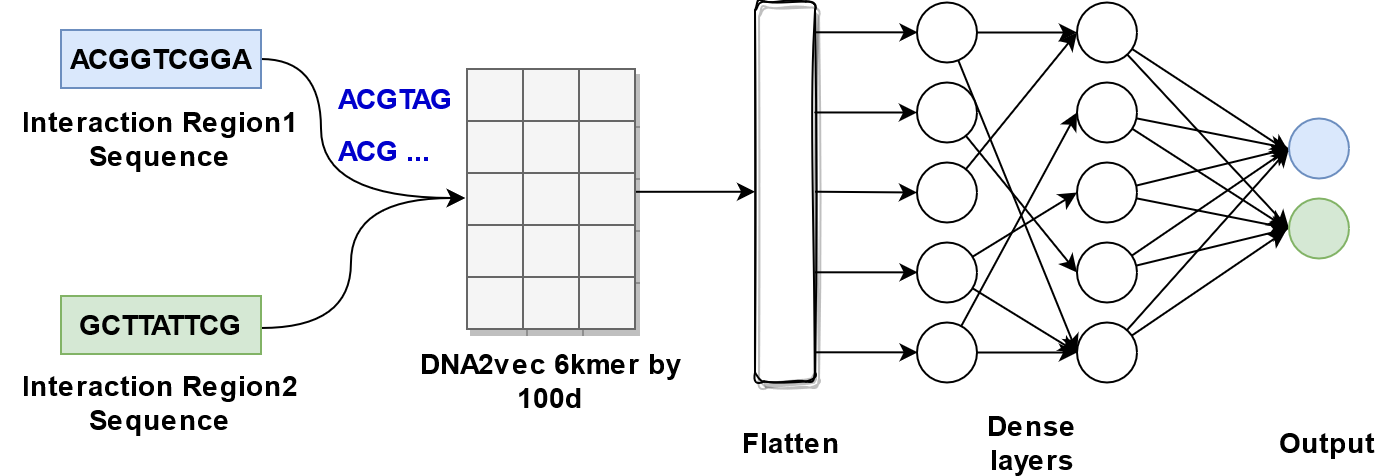 ACGGTCGGA
Interaction Region1
Sequence
ACGTAG
ACG ...
GCTTATTCG
Interaction Region2
Sequence
DNA2vec 6kmer by
100d
Flatten
Dense
layers
Output